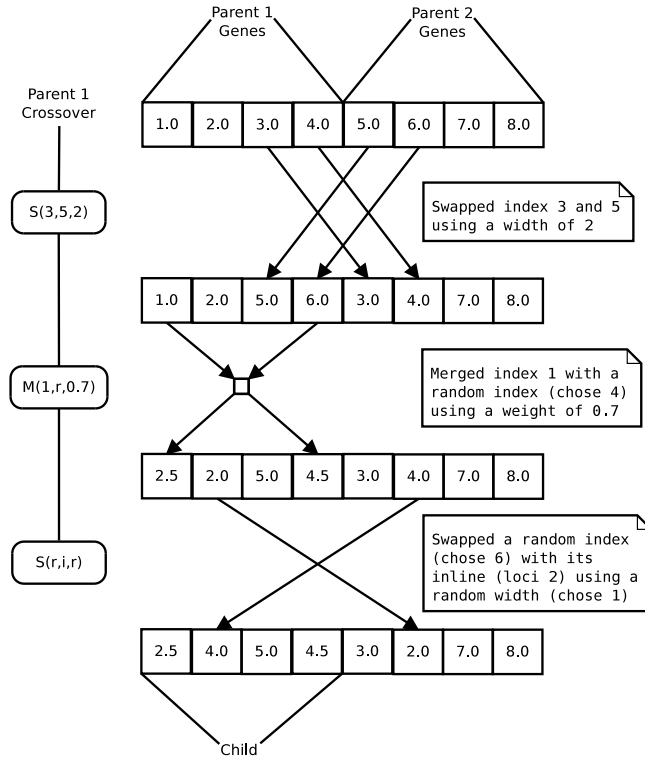 Parent 1
Genes
Parent 2
Genes
Parent 1
Crossover
1.0 2.0 3.0 4.0 5.0 6.0 7.0 8.0
S(3,5,2)
Swapped index 3 and 5
using a width of 2
1.0 2.0 5.0 6.0 3.0 4.0 7.0 8.0
M(1,r,0.7)
Merged index 1 with a
random index (chose 4)
using a weight of 0.7
2.5 2.0 5.0 4.5 3.0 4.0 7.0 8.0
S(r,i,r)
Swapped a random index
(chose 6) with its
inline (loci 2) using a
random width (chose 1)
2.5 4.0 5.0 4.5 3.0 2.0 7.0 8.0
Child